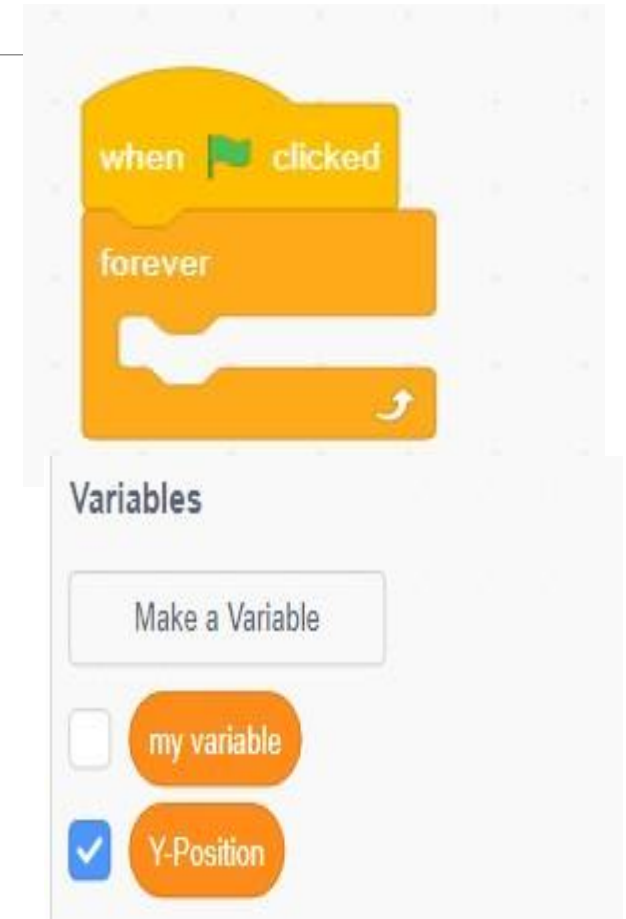 when clicked
forever
Variables
Make a Variable
my variable
Y-Position